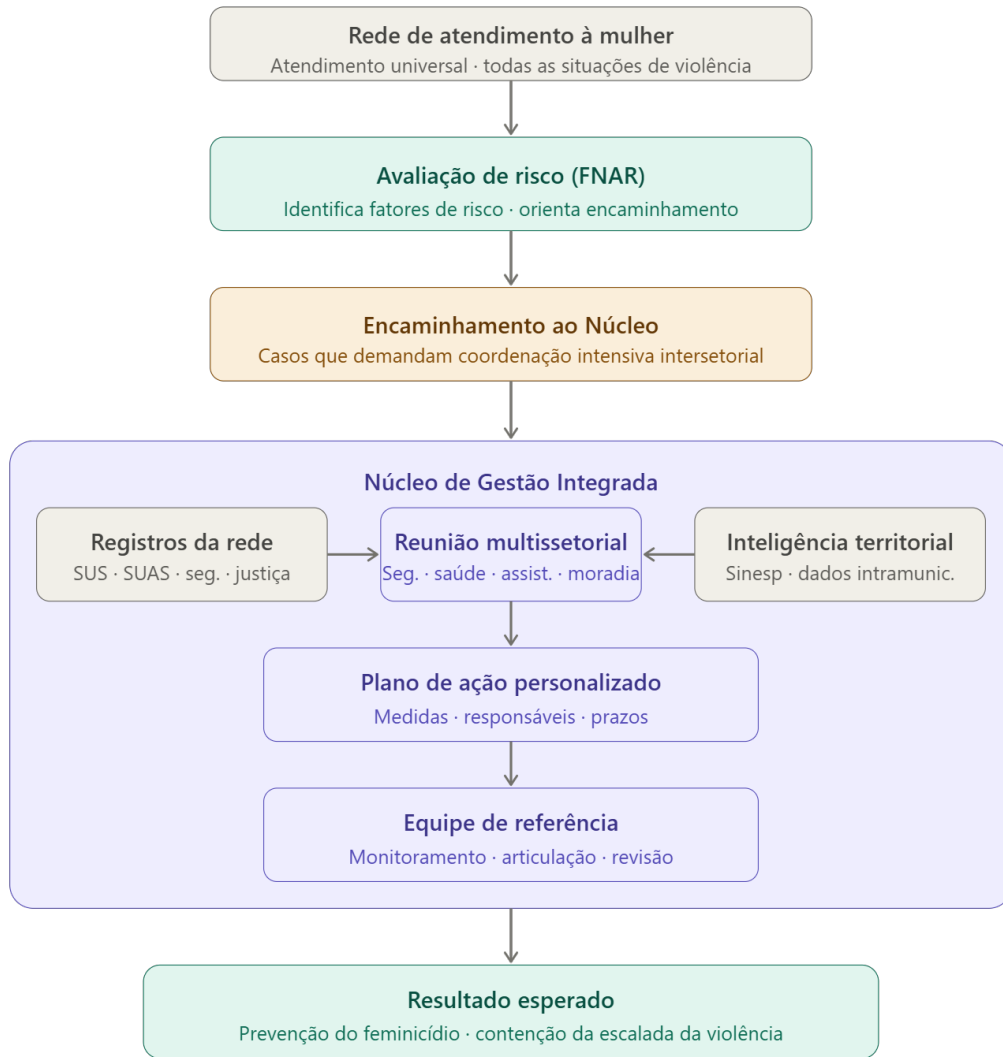 Rede de atendimento à mulher
Atendimento universal · todas as situações de violência
Avaliação de risco (FNAR)
Identifica fatores de risco · orienta encaminhamento
Encaminhamento ao Núcleo
Casos que demandam coordenação intensiva intersetorial
Núcleo de Gestão Integrada
Registros da rede
SUS · SUAS · seg. · justiça
Reunião multissetorial
Seg. · saúde · assist. · moradia
Inteligência territorial
Sinesp · dados intramunic.
Plano de ação personalizado
Medidas · responsáveis · prazos
Equipe de referência
Monitoramento · articulação · revisão
Resultado esperado
Prevenção do feminicídio · contenção da escalada da violência